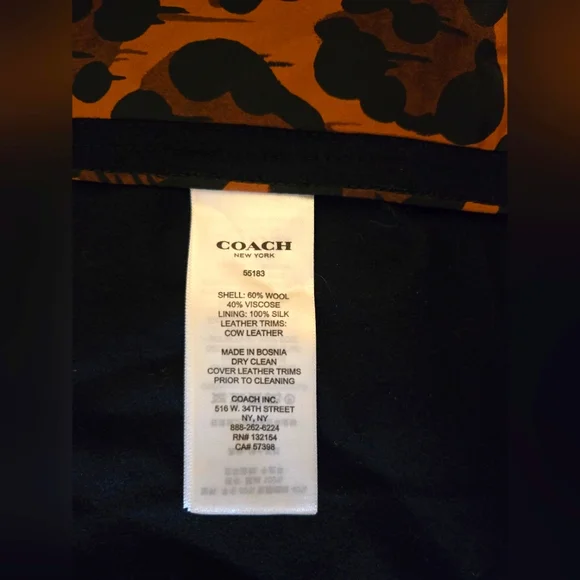 COACH
NEW YORK
55183
SHELL: 60% WOOL
40% VISCOSE
LINING: 100% SILK
LEATHER TRIMS:
COW LEATHER
MADE IN BOSNIA
DRY CLEAN
COVER LEATHER TRIMS
PRIOR TO CLEANING
COACH INC.
516 W. 34TH STREET
NY, NY
888-262-6224
RN# 132154
CA# 57398